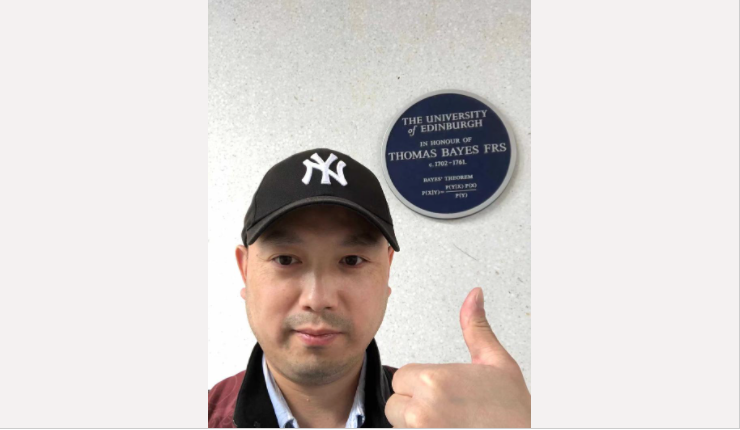 THE UNIVERSITY
of EDINBURGH
IN HONOUR OF
THOMAS BAYES FRS
c. 1702-1761.
BAYES' THEOREM
P(X|Y)= P(Y|X) P(X)
P(Y)
NY